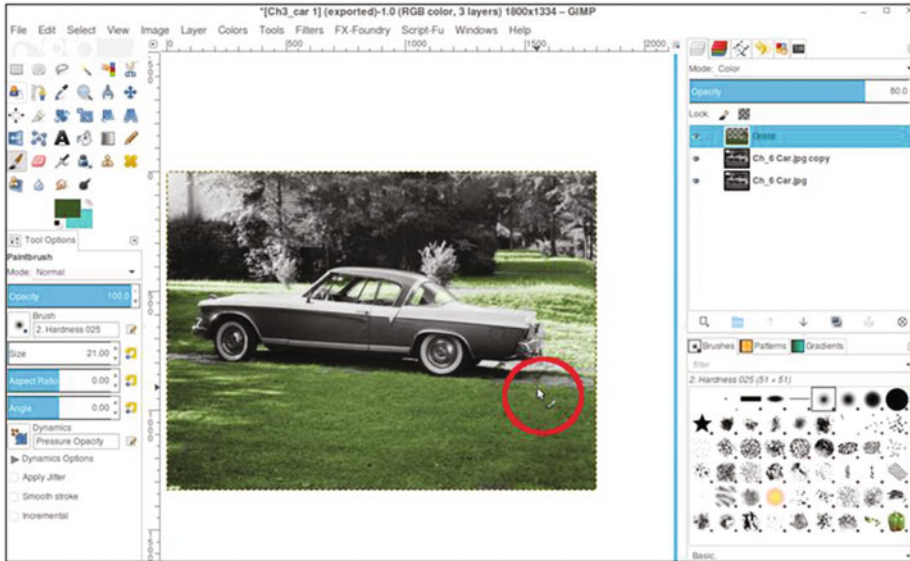 *[Ch3_car 1] (exported)-1.0 (RGB color, 3 layers) 1800x1334 – GIMP
File Edit Select View Image Layer Colors Tools Filters FX-Foundry Script-Fu Windows Help
0 500 1000 1500 2000
Mode: Color
Opacity 80.0
Lock:
Ch_6 Car.jpg copy
Ch_6 Car.jpg
Tool Options
Paintbrush
Mode: Normal
Opacity 100.0
Brush
2. Hardness 025
Size 21.00
Aspect Ratio 0.00
Angle 0.00
Dynamics
Pressure Opacity
Dynamics Options
Apply Jitter
Smooth stroke
Incremental
Brushes Patterns Gradients
filter
2. Hardness 025 (51 × 51)
Basic,